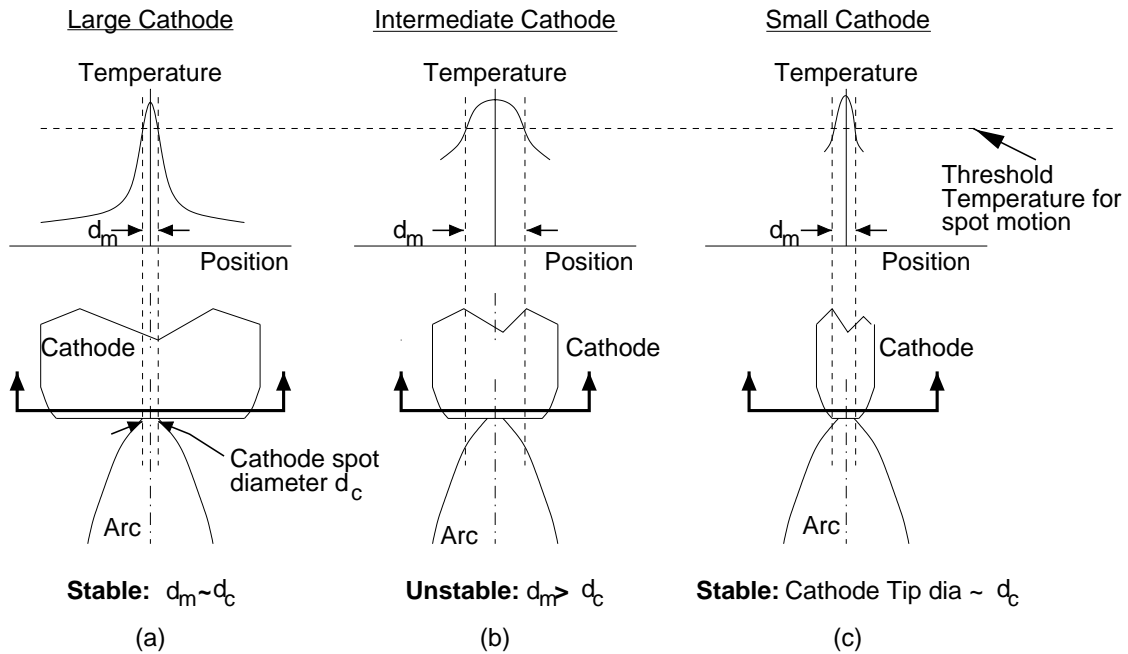 Large Cathode
Intermediate Cathode
Small Cathode
Temperature
Temperature
Temperature
Threshold
Temperature for
spot motion
dm
dm
dm
Position
Position
Position
Cathode
Cathode
Cathode
Cathode spot
diameter dc
Arc
Arc
Arc
Stable: dm~dc
Unstable: dm> dc
Stable: Cathode Tip dia ~ dc
(a)
(b)
(c)